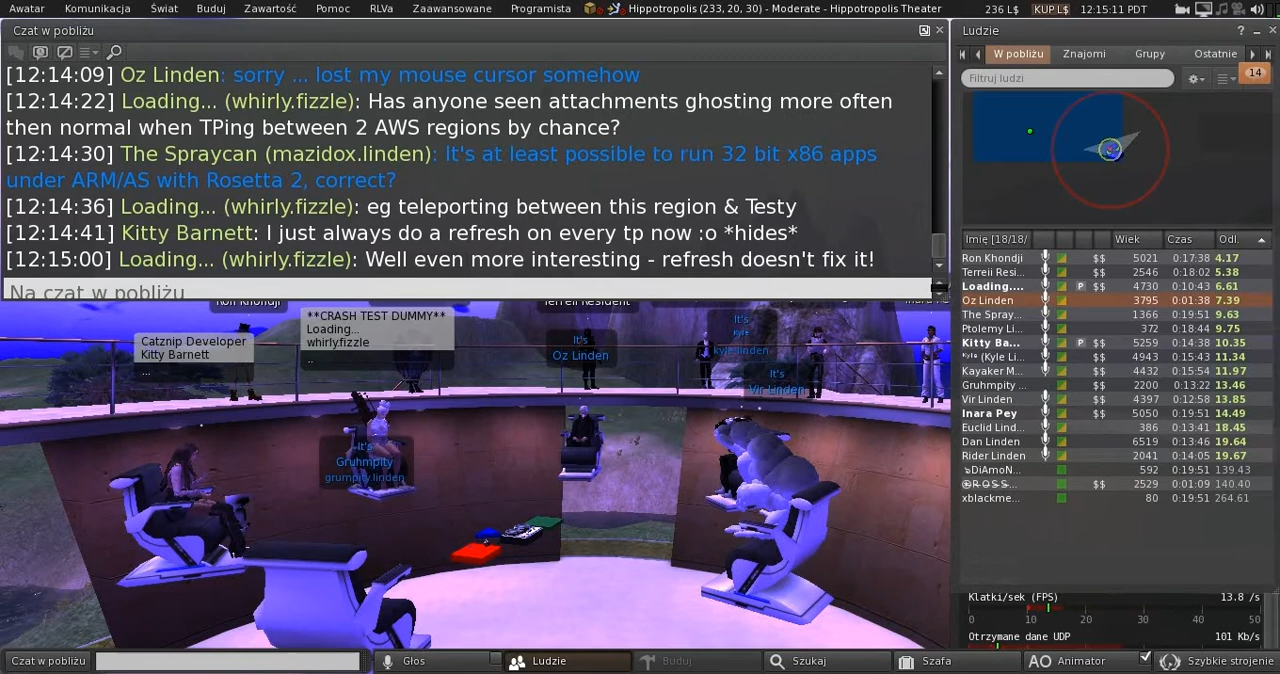 Awatar Komunikacja Świat Buduj Zawartość Pomoc RLVa Zaawansowane Programista Hippotropolis (233, 20, 30) - Moderate - Hippotropolis Theater 236 L$ KUP L$ 12:15:11 PDT
Czat w pobliżu
[12:14:09] Oz Linden: sorry ... lost my mouse cursor somehow
[12:14:22] Loading... (whirly.fizzle): Has anyone seen attachments ghosting more often
then normal when TPing between 2 AWS regions by chance?
[12:14:30] The Spraycan (mazidox.linden): It's at least possible to run 32 bit x86 apps
under ARM/AS with Rosetta 2, correct?
[12:14:36] Loading... (whirly.fizzle): eg teleporting between this region & Testy
[12:14:41] Kitty Barnett: I just always do a refresh on every tp now :o *hides*
[12:15:00] Loading... (whirly.fizzle): Well even more interesting - refresh doesn't fix it!
Na czat w pobliżu
Ron Khondji
Terreii Resident
Catznip Developer
Kitty Barnett
...
**CRASH TEST DUMMY**
Loading...
whirly.fizzle
..
It's
Oz Linden
It's
Kyle
kyle.linden
It's
Vir Linden
It's
Gruhmpity
grumpity.linden
Ludzie
? _ ×
W pobliżu Znajomi Grupy Ostatnie
Filtruj ludzi
14
Imię [18/18/ Wiek Czas Odl.
Ron Khondji $$ 5021 0:17:38 4.17
Terreii Resi... $$ 2546 0:18:02 5.38
Loading.... P $$ 4730 0:10:43 6.61
Oz Linden 3795 0:01:38 7.39
The Spray... $$ 1366 0:19:51 9.63
Ptolemy Li... 372 0:18:44 9.75
Kitty Ba... P $$ 5259 0:14:38 10.35
ᴷʸˡᵉ (Kyle Li... $$ 4943 0:15:43 11.34
Kayaker M... $$ 4432 0:15:54 11.97
Gruhmpity ... $$ 2200 0:13:22 13.46
Vir Linden $$ 4397 0:12:58 13.85
Inara Pey $$ 5050 0:19:51 14.49
Euclid Lind... 386 0:13:41 18.45
Dan Linden 6519 0:13:46 19.64
Rider Linden 2041 0:14:05 19.67
DiAmoN... 592 0:19:51 139.43
R̶O̶S̶S̶... $$ 2529 0:01:09 140.40
xblackme... 80 0:19:51 264.61
Klatki/sek (FPS) 13.8 /s
0 10 20 30 40 50
Otrzymane dane UDP 101 Kb/s
Czat w pobliżu Głos Ludzie Buduj Szukaj Szafa AO Animator Szybkie strojenie